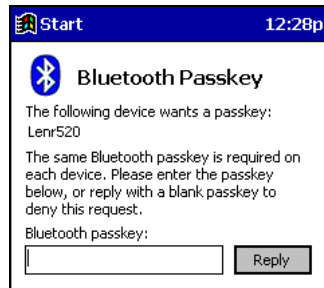 Start 12:28p
Bluetooth Passkey
The following device wants a passkey:
Lenr520
The same Bluetooth passkey is required on
each device. Please enter the passkey
below, or reply with a blank passkey to
deny this request.
Bluetooth passkey:
Reply